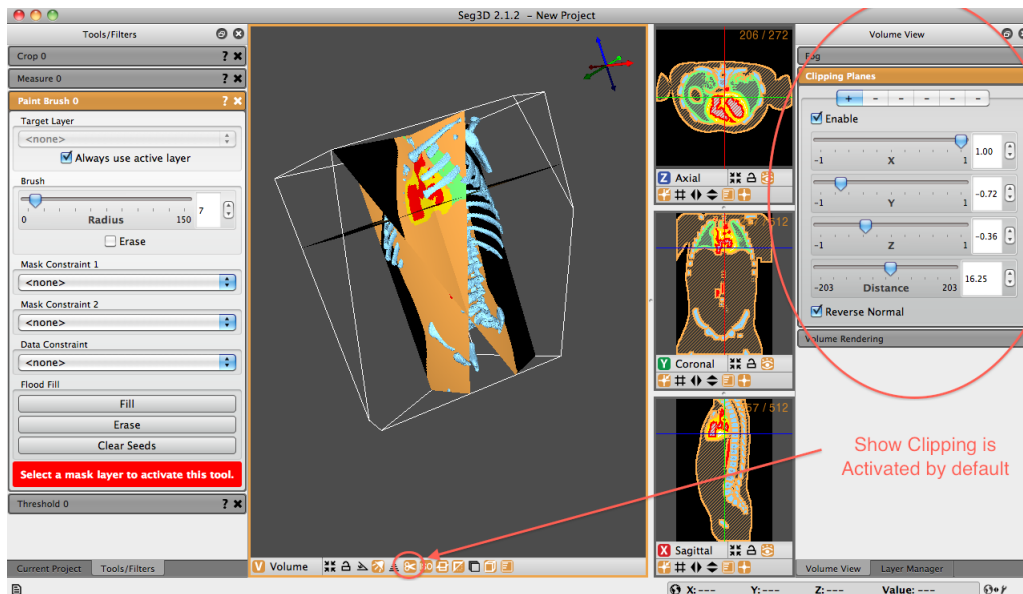 Seg3D 2.1.2 – New Project
Tools/Filters
Crop 0 ?
Measure 0 ?
Paint Brush 0 ?
Target Layer
<none>
Always use active layer
Brush
7
0 Radius 150
Erase
Mask Constraint 1
<none>
Mask Constraint 2
<none>
Data Constraint
<none>
Flood Fill
Fill
Erase
Clear Seeds
Select a mask layer to activate this tool.
Threshold 0 ?
Current Project Tools/Filters
V Volume
206 / 272
Z Axial
/ 512
Y Coronal
/ 512
X Sagittal
Volume View
Fog
Clipping Planes
+ - - - - -
Enable
1.00
-1 X 1
-0.72
-1 Y 1
-0.36
-1 Z 1
16.25
-203 Distance 203
Reverse Normal
Volume Rendering
Show Clipping is
Activated by default
Volume View Layer Manager
X: --- Y: --- Z: --- Value: ---